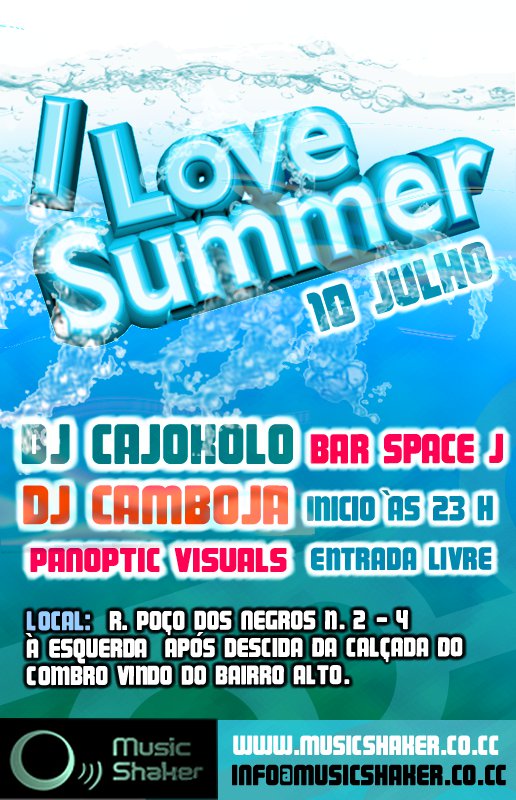 I Love
Summer
10 JULHO
DJ CAJOHOLO
BAR SPACE J
DJ CAMBOJA
INICIO `AS 23 H
PANOPTIC VISUALS
ENTRADA LIVRE
LOCAL: R. POÇO DOS NEGROS N. 2 - 4
À ESQUERDA APÓS DESCIDA DA CALÇADA DO
COMBRO VINDO DO BAIRRO ALTO.
Music
Shaker
WWW.MUSICSHAKER.CO.CC
INFO@MUSICSHAKER.CO.CC